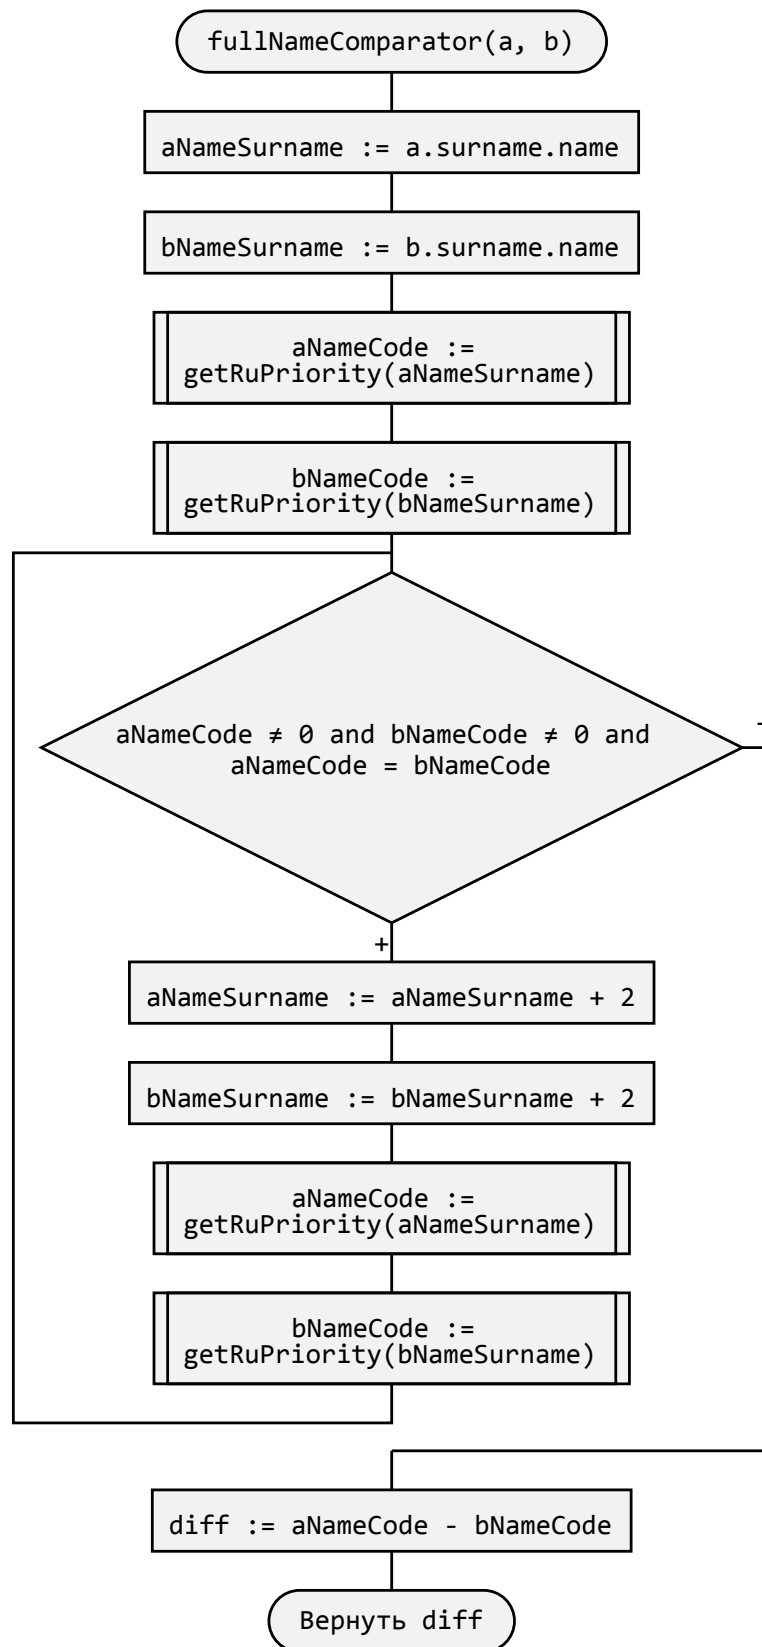 fullNameComparator(a, b)
aNameSurname := a.surname.name
bNameSurname := b.surname.name
aNameCode :=
getRuPriority(aNameSurname)
bNameCode :=
getRuPriority(bNameSurname)
aNameCode ≠ 0 and bNameCode ≠ 0 and
aNameCode = bNameCode
-
+
aNameSurname := aNameSurname + 2
bNameSurname := bNameSurname + 2
aNameCode :=
getRuPriority(aNameSurname)
bNameCode :=
getRuPriority(bNameSurname)
diff := aNameCode - bNameCode
Вернуть diff